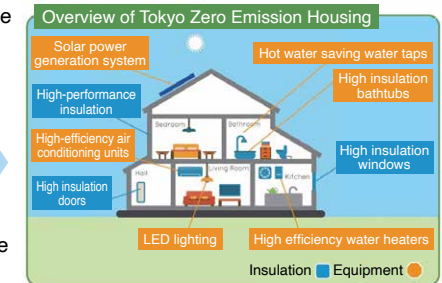 e
Overview of Tokyo Zero Emission Housing
Solar power
generation system
Hot water saving water taps
High-performance
insulation
High insulation
bathtubs
Bedroom
Bathroom
High-efficiency air
conditioning units
High insulation
windows
Hall
Living Room
Kitchen
High insulation
doors
LED lighting
High efficiency water heaters
e
Insulation
Equipment